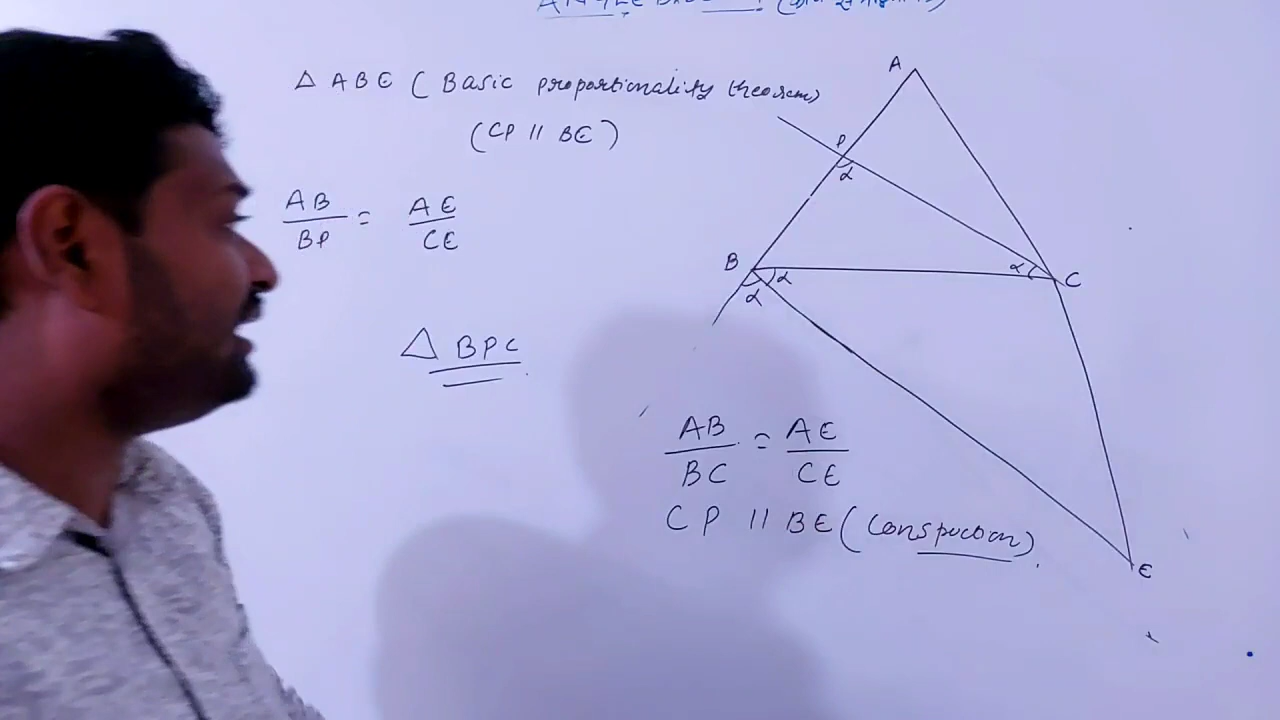 Δ ABE (Basic proportionality theorem)
(CP || BE)
AB/BP = AE/CE
Δ BPC
AB/BC = AE/CE
CP || BE (Construction).
A
P
α
B
α
α
α
C
E